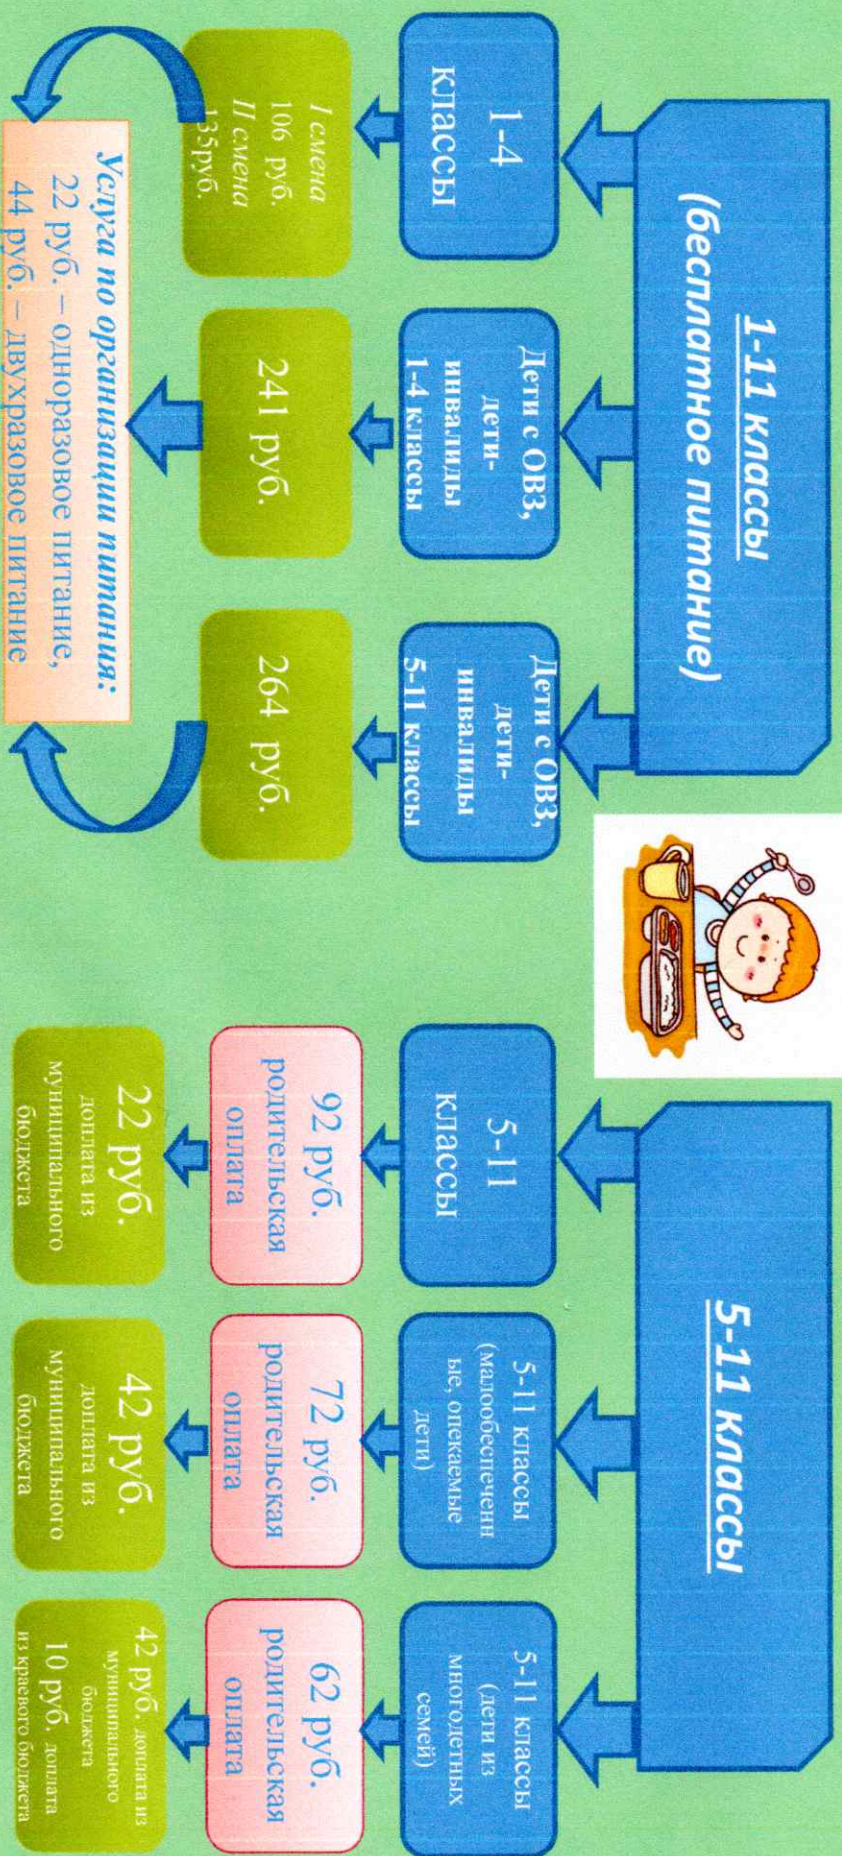 1-11 классы
(бесплатное питание)
1-4
классы
I смена
106 руб.
II смена
135руб.
Дети с ОВЗ,
дети-
инвалиды
1-4 классы
241 руб.
Дети с ОВЗ,
дети-
инвалиды
5-11 классы
264 руб.
Услуга по организации питания:
22 руб. – одноразовое питание,
44 руб. – двухразовое питание
5-11 классы
5-11
классы
92 руб.
родительская
оплата
22 руб.
доплата из
муниципального
бюджета
5-11 классы
(малообеспеченн
ые, опекаемые
дети)
72 руб.
родительская
оплата
42 руб.
доплата из
муниципального
бюджета
5-11 классы
(дети из
многодетных
семей)
62 руб.
родительская
оплата
42 руб. доплата из
муниципального
бюджета
10 руб. доплата
из краевого бюджета